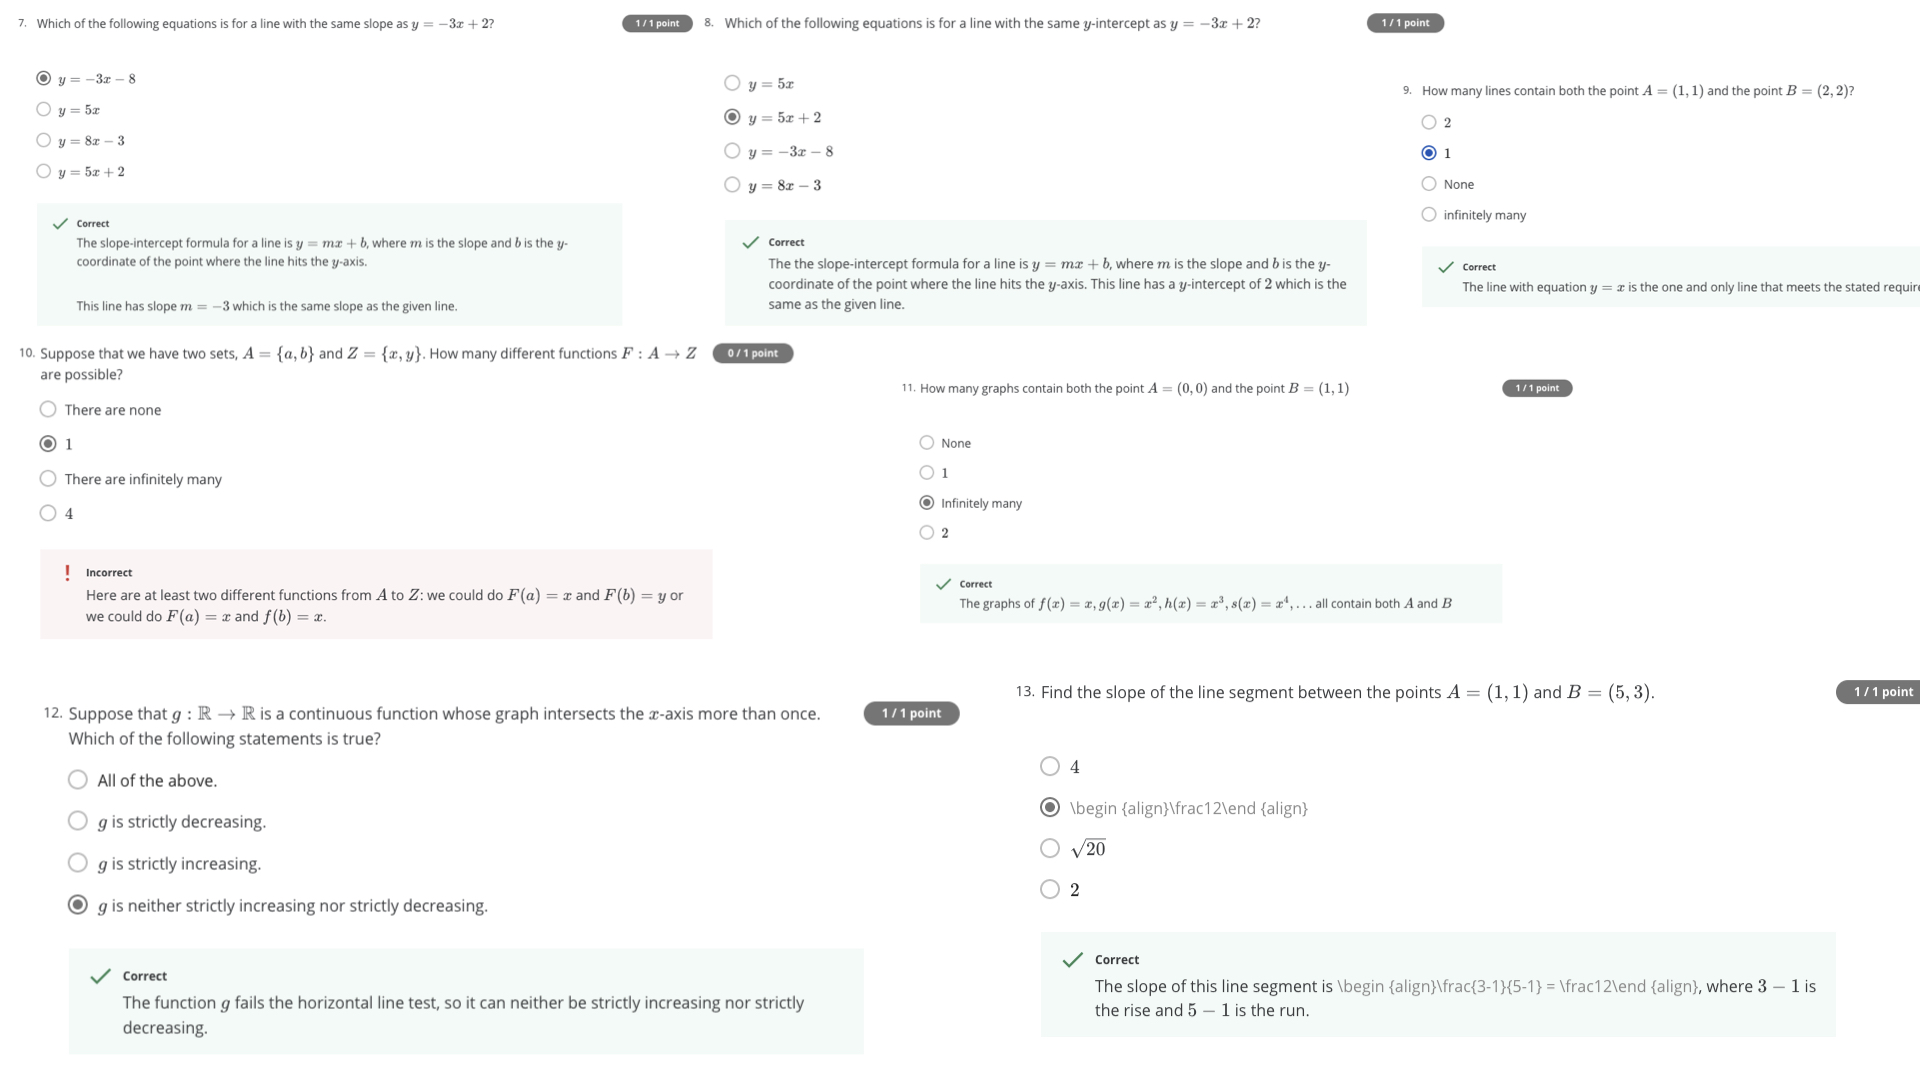 7. Which of the following equations is for a line with the same slope as y = −3x + 2?
1 / 1 point
y = −3x − 8
y = 5x
y = 8x − 3
y = 5x + 2
Correct
The slope-intercept formula for a line is y = mx + b, where m is the slope and b is the y-
coordinate of the point where the line hits the y-axis.
This line has slope m = −3 which is the same slope as the given line.
8. Which of the following equations is for a line with the same y-intercept as y = −3x + 2?
1 / 1 point
y = 5x
y = 5x + 2
y = −3x − 8
y = 8x − 3
Correct
The the slope-intercept formula for a line is y = mx + b, where m is the slope and b is the y-
coordinate of the point where the line hits the y-axis. This line has a y-intercept of 2 which is the
same as the given line.
9. How many lines contain both the point A = (1, 1) and the point B = (2, 2)?
2
1
None
infinitely many
Correct
The line with equation y = x is the one and only line that meets the stated require
10. Suppose that we have two sets, A = {a, b} and Z = {x, y}. How many different functions F : A → Z
are possible?
0 / 1 point
There are none
1
There are infinitely many
4
Incorrect
Here are at least two different functions from A to Z: we could do F(a) = x and F(b) = y or
we could do F(a) = x and f(b) = x.
11. How many graphs contain both the point A = (0, 0) and the point B = (1, 1)
1 / 1 point
None
1
Infinitely many
2
Correct
The graphs of f(x) = x, g(x) = x², h(x) = x³, s(x) = x⁴, . . . all contain both A and B
12. Suppose that g : ℝ → ℝ is a continuous function whose graph intersects the x-axis more than once.
Which of the following statements is true?
1 / 1 point
All of the above.
g is strictly decreasing.
g is strictly increasing.
g is neither strictly increasing nor strictly decreasing.
Correct
The function g fails the horizontal line test, so it can neither be strictly increasing nor strictly
decreasing.
13. Find the slope of the line segment between the points A = (1, 1) and B = (5, 3).
1 / 1 point
4
\begin {align}\frac12\end {align}
√20
2
Correct
The slope of this line segment is \begin {align}\frac{3-1}{5-1} = \frac12\end {align}, where 3 − 1 is
the rise and 5 − 1 is the run.